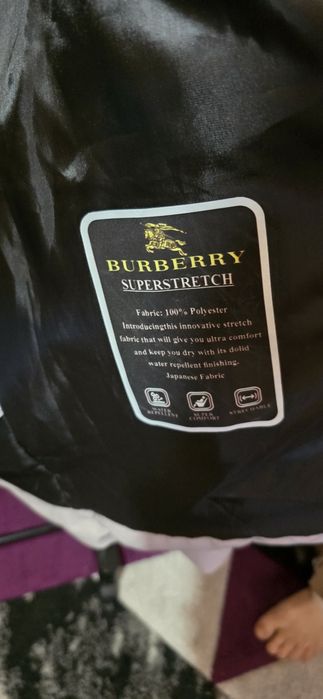 BURBERRY
SUPERSTRETCH
Fabric: 100% Polyester
Introducingthis innovative stretch
fabric that will give you ultra comfort
and keep you dry with its dolid
water repellent finishing.
Japanese Fabric
WATER SUPER STRETCHABLE
REPELLENT COMFORT